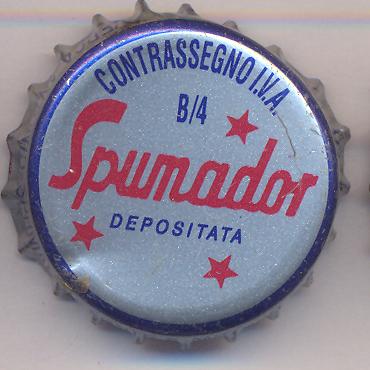 CONTRASSEGNO I.V.A.
B/4
Spumador
DEPOSITATA